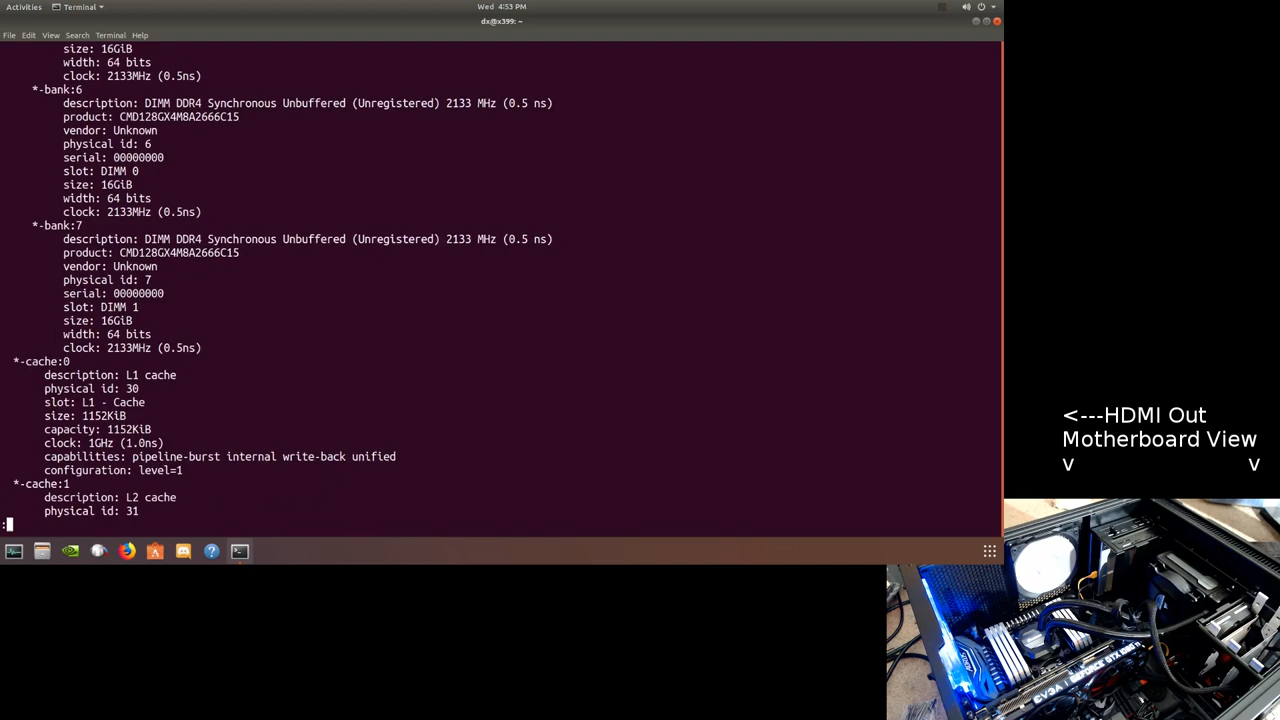 Activities Terminal Wed 4:53 PM
dx@x399: ~
File Edit View Search Terminal Help
size: 16GiB
width: 64 bits
clock: 2133MHz (0.5ns)
*-bank:6
description: DIMM DDR4 Synchronous Unbuffered (Unregistered) 2133 MHz (0.5 ns)
product: CMD128GX4M8A2666C15
vendor: Unknown
physical id: 6
serial: 00000000
slot: DIMM 0
size: 16GiB
width: 64 bits
clock: 2133MHz (0.5ns)
*-bank:7
description: DIMM DDR4 Synchronous Unbuffered (Unregistered) 2133 MHz (0.5 ns)
product: CMD128GX4M8A2666C15
vendor: Unknown
physical id: 7
serial: 00000000
slot: DIMM 1
size: 16GiB
width: 64 bits
clock: 2133MHz (0.5ns)
*-cache:0
description: L1 cache
physical id: 30
slot: L1 - Cache
size: 1152KiB
capacity: 1152KiB
clock: 1GHz (1.0ns)
capabilities: pipeline-burst internal write-back unified
configuration: level=1
*-cache:1
description: L2 cache
physical id: 31
:
<---HDMI Out
Motherboard View
v v
EVGA GEFORCE GTX 1080 Ti